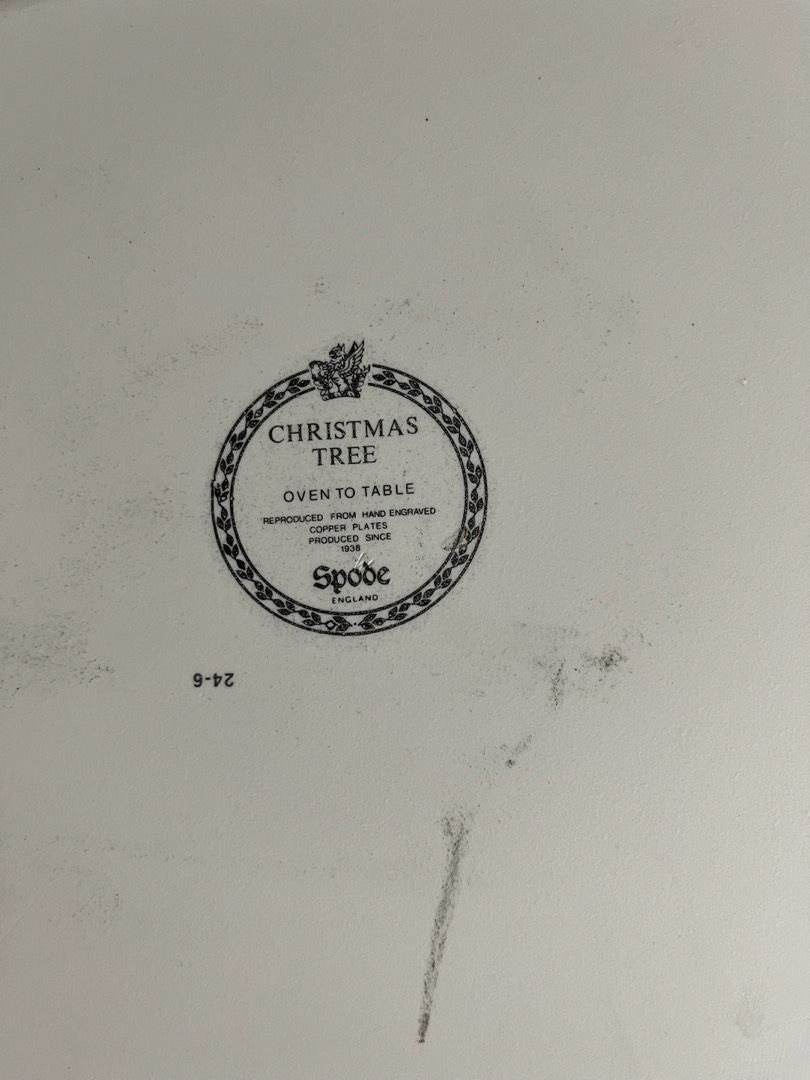 CHRISTMAS
TREE
OVEN TO TABLE
REPRODUCED FROM HAND ENGRAVED
COPPER PLATES
PRODUCED SINCE
1938
Spode
ENGLAND
24-6